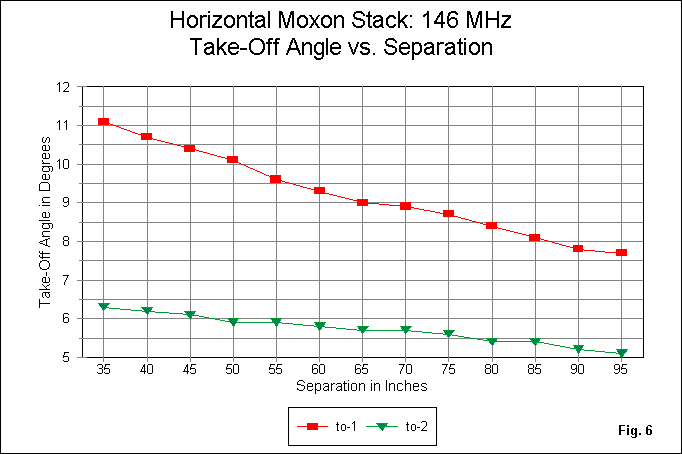 Horizontal Moxon Stack: 146 MHz
Take-Off Angle vs. Separation
Take-Off Angle in Degrees
12
11
10
9
8
7
6
5
35 40 45 50 55 60 65 70 75 80 85 90 95
Separation in Inches
to-1 to-2
Fig. 6